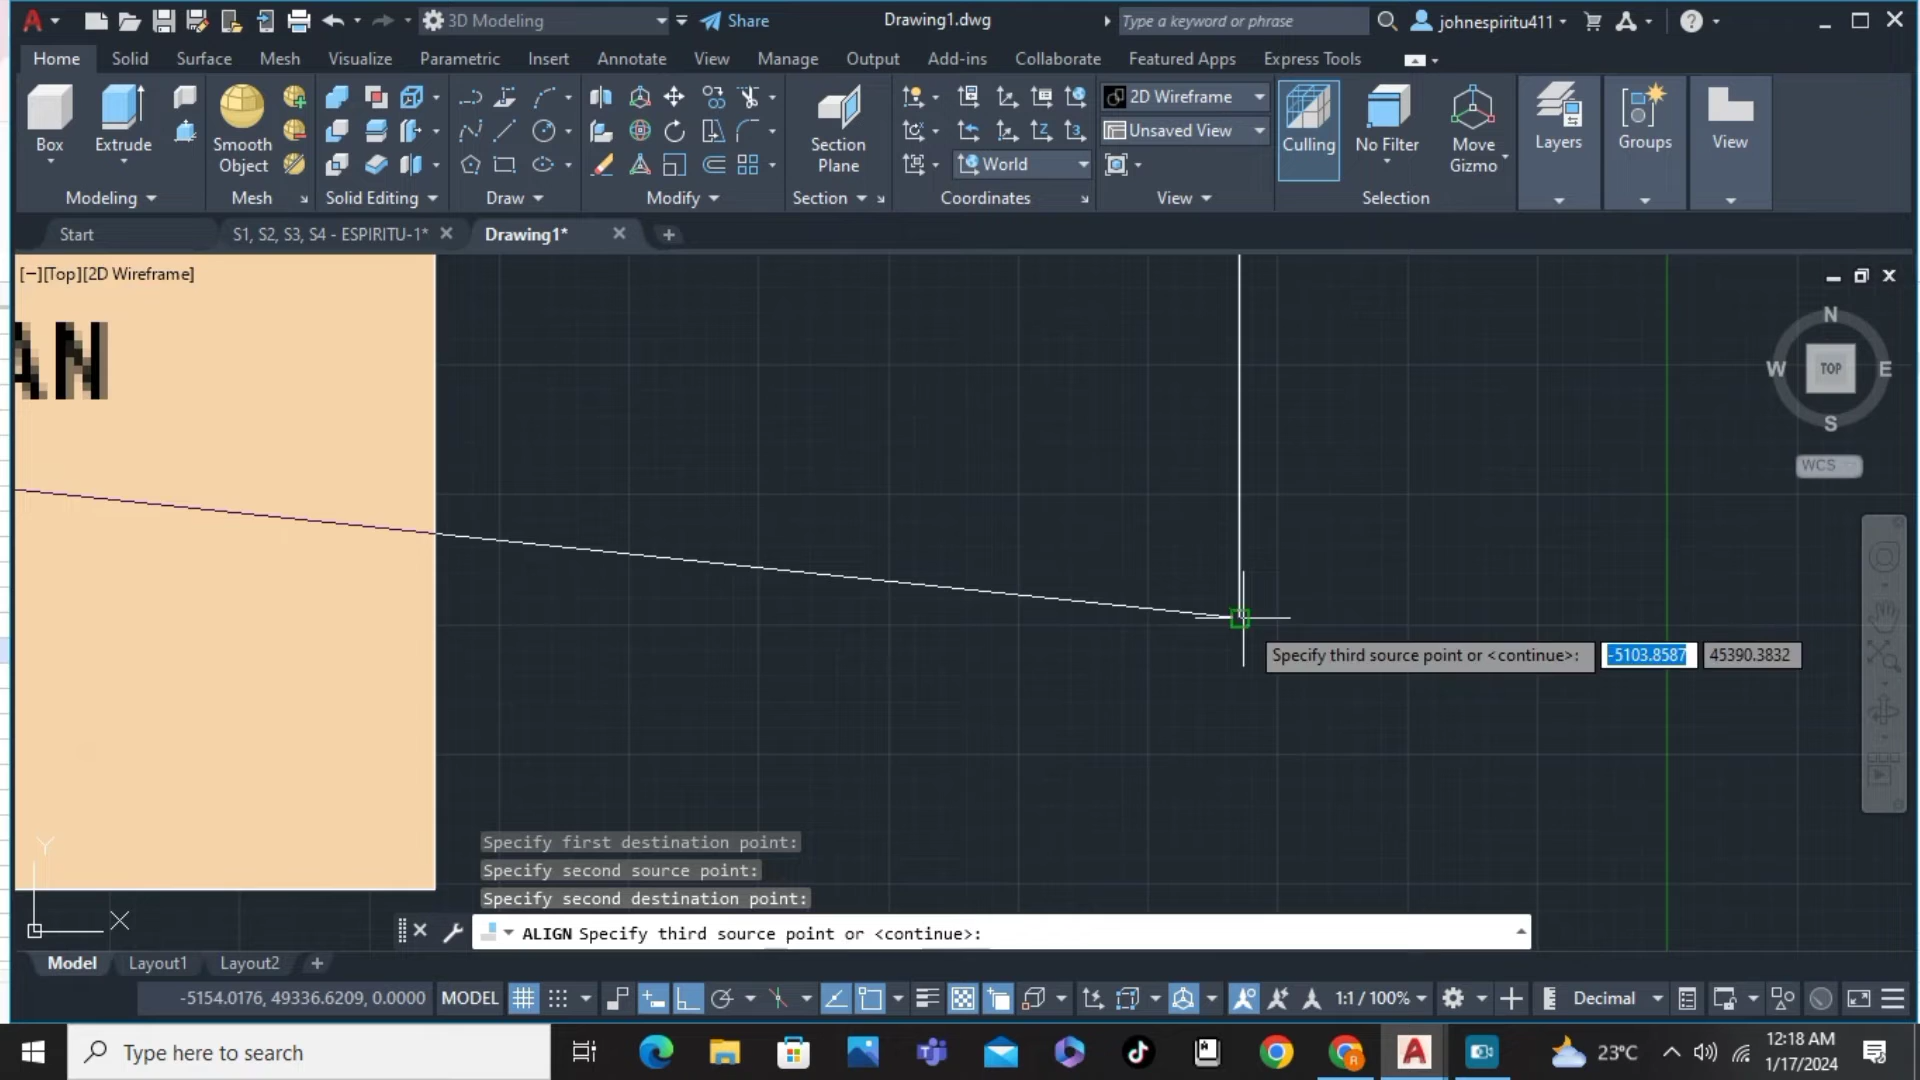 3D Modeling Share Drawing1.dwg Type a keyword or phrase johnespiritu411
Home Solid Surface Mesh Visualize Parametric Insert Annotate View Manage Output Add-ins Collaborate Featured Apps Express Tools
2D Wireframe
Unsaved View
Box Extrude Smooth Object Section Plane World Culling No Filter Move Gizmo Layers Groups View
Modeling Mesh Solid Editing Draw Modify Section Coordinates View Selection
Start S1, S2, S3, S4 - ESPIRITU-1* Drawing1*
[−][Top][2D Wireframe]
AN
N
W TOP E
S
WCS
Specify third source point or <continue>: -5103.8587 45390.3832
Y
X
Specify first destination point:
Specify second source point:
Specify second destination point:
ALIGN Specify third source point or <continue>:
Model Layout1 Layout2
-5154.0176, 49336.6209, 0.0000 MODEL 1:1 / 100% Decimal
Type here to search 23°C 12:18 AM
1/17/2024